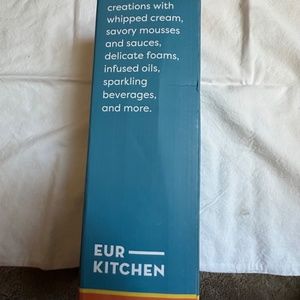 creations with
whipped cream,
savory mousses
and sauces,
delicate foams,
infused oils,
sparkling
beverages,
and more.
EUR
KITCHEN